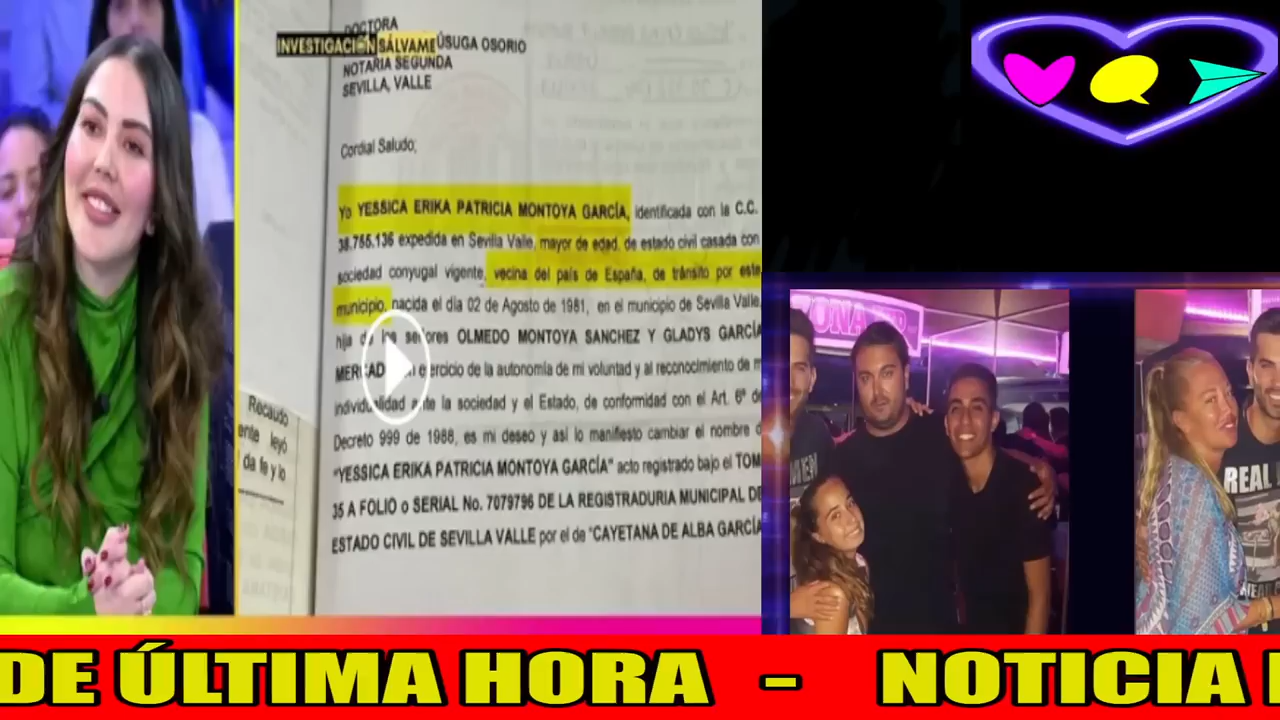 DOCTORA
INVESTIGACIÓN SÁLVAME ÚSUGA OSORIO
NOTARIA SEGUNDA
SEVILLA, VALLE
Cordial Saludo;
Yo YESSICA ERIKA PATRICIA MONTOYA GARCÍA, identificada con la C.C.
38.755.136 expedida en Sevilla Valle, mayor de edad, de estado civil casada con
sociedad conyugal vigente, vecina del país de España, de tránsito por este
municipio, nacida el día 02 de Agosto de 1981, en el municipio de Sevilla Valle,
hija de los señores OLMEDO MONTOYA SANCHEZ Y GLADYS GARCÍA
MERCAD ejercicio de la autonomía de mi voluntad y al reconocimiento de m
individualidad ante la sociedad y el Estado, de conformidad con el Art. 6º de
Decreto 999 de 1988, es mi deseo y así lo manifiesto cambiar el nombre d
"YESSICA ERIKA PATRICIA MONTOYA GARCÍA" acto registrado bajo el TOM
35 A FOLIO o SERIAL No. 7079796 DE LA REGISTRADURIA MUNICIPAL DE
ESTADO CIVIL DE SEVILLA VALLE por el de "CAYETANA DE ALBA GARCÍA
Recaudo
ente leyó
da fe y lo
MEN
REAL
DE ÚLTIMA HORA - NOTICIA